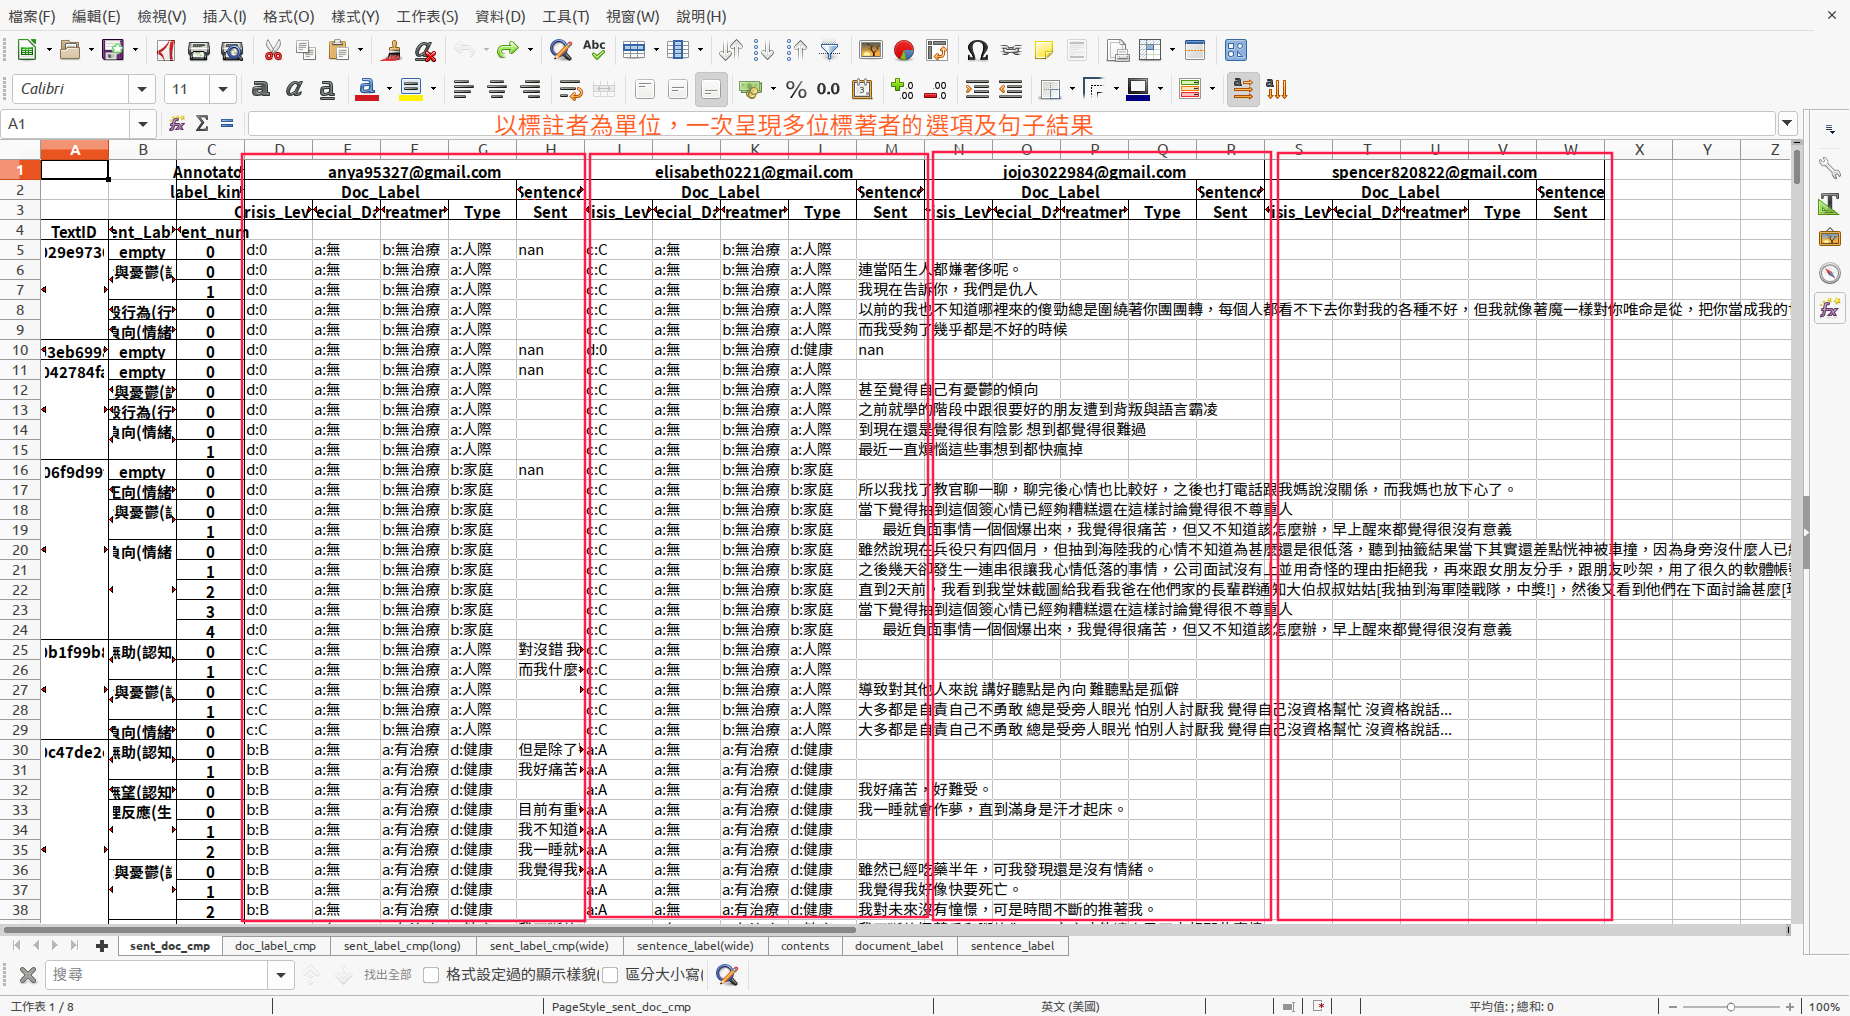 檔案(F) 編輯(E) 檢視(V) 插入(I) 格式(O) 樣式(Y) 工作表(S) 資料(D) 工具(T) 視窗(W) 說明(H)
Calibri 11
A1
以標註者為單位，一次呈現多位標著者的選項及句子結果
A B C D E F G H I J K L M N O P Q R S T U V W X Y Z
1 Annotato anya95327@gmail.com elisabeth0221@gmail.com jojo3022984@gmail.com spencer820822@gmail.com
2 label_kin Doc_Label Sentence Doc_Label Sentence Doc_Label Sentence Doc_Label Sentence
3 Crisis_Lev ecial_Da reatmer Type Sent isis_Lev ecial_Da reatmer Type Sent isis_Lev ecial_Da reatmer Type Sent isis_Lev ecial_Da reatmer Type Sent
4 TextID ent_Lab ent_num
5 029e973 empty 0 d:0 a:無 b:無治療 a:人際 nan c:C a:無 b:無治療 a:人際
6 與憂鬱( 0 d:0 a:無 b:無治療 a:人際 c:C a:無 b:無治療 a:人際 連當陌生人都嫌奢侈呢。
7 1 d:0 a:無 b:無治療 a:人際 c:C a:無 b:無治療 a:人際 我現在告訴你，我們是仇人
8 行為(行 0 d:0 a:無 b:無治療 a:人際 c:C a:無 b:無治療 a:人際 以前的我也不知道哪裡來的傻勁總是圍繞著你團團轉，每個人都看不下去你對我的各種不好，但我就像著魔一樣對你唯命是從，把你當成我的
9 負向(情緒 0 d:0 a:無 b:無治療 a:人際 c:C a:無 b:無治療 a:人際 而我受夠了幾乎都是不好的時候
10 3eb699 empty 0 d:0 a:無 b:無治療 a:人際 nan d:0 a:無 b:無治療 d:健康 nan
11 042784f empty 0 d:0 a:無 b:無治療 a:人際 nan c:C a:無 b:無治療 a:人際
12 與憂鬱( 0 d:0 a:無 b:無治療 a:人際 c:C a:無 b:無治療 a:人際 甚至覺得自己有憂鬱的傾向
13 行為(行 0 d:0 a:無 b:無治療 a:人際 c:C a:無 b:無治療 a:人際 之前就學的階段中跟很要好的朋友遭到背叛與語言霸凌
14 負向(情緒 0 d:0 a:無 b:無治療 a:人際 c:C a:無 b:無治療 a:人際 到現在還是覺得很有陰影 想到都覺得很難過
15 1 d:0 a:無 b:無治療 a:人際 c:C a:無 b:無治療 a:人際 最近一直煩惱這些事想到都快瘋掉
16 06f9d99 empty 0 d:0 a:無 b:無治療 b:家庭 nan c:C a:無 b:無治療 b:家庭
17 正向(情緒 0 d:0 a:無 b:無治療 b:家庭 c:C a:無 b:無治療 b:家庭 所以我找了教官聊一聊，聊完後心情也比較好，之後也打電話跟我媽說沒關係，而我媽也放下心了。
18 與憂鬱( 0 d:0 a:無 b:無治療 b:家庭 c:C a:無 b:無治療 b:家庭 當下覺得抽到這個簽心情已經夠糟糕還在這樣討論覺得很不尊重人
19 1 d:0 a:無 b:無治療 b:家庭 c:C a:無 b:無治療 b:家庭 最近負面事情一個個爆出來，我覺得很痛苦，但又不知道該怎麼辦，早上醒來都覺得很沒有意義
20 負向(情緒 0 d:0 a:無 b:無治療 b:家庭 c:C a:無 b:無治療 b:家庭 雖然說現在兵役只有四個月，但抽到海陸我的心情不知道為甚麼還是很低落，聽到抽籤結果當下其實還差點恍神被車撞，因為身旁沒什麼人已
21 1 d:0 a:無 b:無治療 b:家庭 c:C a:無 b:無治療 b:家庭 之後幾天卻發生一連串很讓我心情低落的事情，公司面試沒有上並用奇怪的理由拒絕我，再來跟女朋友分手，跟朋友吵架，用了很久的軟體帳
22 2 d:0 a:無 b:無治療 b:家庭 c:C a:無 b:無治療 b:家庭 直到2天前，我看到我堂妹截圖給我看我爸在他們家的長輩群通知大伯叔叔姑姑[我抽到海軍陸戰隊，中獎!]，然後又看到他們在下面討論甚麼[
23 3 d:0 a:無 b:無治療 b:家庭 c:C a:無 b:無治療 b:家庭 當下覺得抽到這個簽心情已經夠糟糕還在這樣討論覺得很不尊重人
24 4 d:0 a:無 b:無治療 b:家庭 c:C a:無 b:無治療 b:家庭 最近負面事情一個個爆出來，我覺得很痛苦，但又不知道該怎麼辦，早上醒來都覺得很沒有意義
25 b1f99b 無助(認知 0 c:C a:無 b:無治療 a:人際 對沒錯 我 c:C a:無 b:無治療 a:人際
26 1 c:C a:無 b:無治療 a:人際 而我什麼 c:C a:無 b:無治療 a:人際
27 與憂鬱( 0 c:C a:無 b:無治療 a:人際 c:C a:無 b:無治療 a:人際 導致對其他人來說 講好聽點是內向 難聽點是孤僻
28 1 c:C a:無 b:無治療 a:人際 c:C a:無 b:無治療 a:人際 大多都是自責自己不勇敢 總是受旁人眼光 怕別人討厭我 覺得自己沒資格幫忙 沒資格說話...
29 負向(情緒 0 c:C a:無 b:無治療 a:人際 c:C a:無 b:無治療 a:人際 大多都是自責自己不勇敢 總是受旁人眼光 怕別人討厭我 覺得自己沒資格幫忙 沒資格說話...
30 0c47de2 無助(認知 0 b:B a:無 a:有治療 d:健康 但是除了 a:A a:無 a:有治療 d:健康
31 1 b:B a:無 a:有治療 d:健康 我好痛苦 a:A a:無 a:有治療 d:健康
32 無望(認知 0 b:B a:無 a:有治療 d:健康 a:A a:無 a:有治療 d:健康 我好痛苦，好難受。
33 理反應(生 0 b:B a:無 a:有治療 d:健康 目前有重 a:A a:無 a:有治療 d:健康 我一睡就會作夢，直到滿身是汗才起床。
34 1 b:B a:無 a:有治療 d:健康 我不知道 a:A a:無 a:有治療 d:健康
35 2 b:B a:無 a:有治療 d:健康 我一睡就 a:A a:無 a:有治療 d:健康
36 與憂鬱( 0 b:B a:無 a:有治療 d:健康 我覺得我 a:A a:無 a:有治療 d:健康 雖然已經吃藥半年，可我發現還是沒有情緒。
37 1 b:B a:無 a:有治療 d:健康 a:A a:無 a:有治療 d:健康 我覺得我好像快要死亡。
38 2 b:B a:無 a:有治療 d:健康 a:A a:無 a:有治療 d:健康 我對未來沒有憧憬，可是時間不斷的推著我。
sent_doc_cmp doc_label_cmp sent_label_cmp(long) sent_label_cmp(wide) sentence_label(wide) contents document_label sentence_label
搜尋 找出全部 格式設定過的顯示樣貌( 區分大小寫(
工作表 1 / 8 PageStyle_sent_doc_cmp 英文 (美國) 平均值: ; 總和: 0 100%